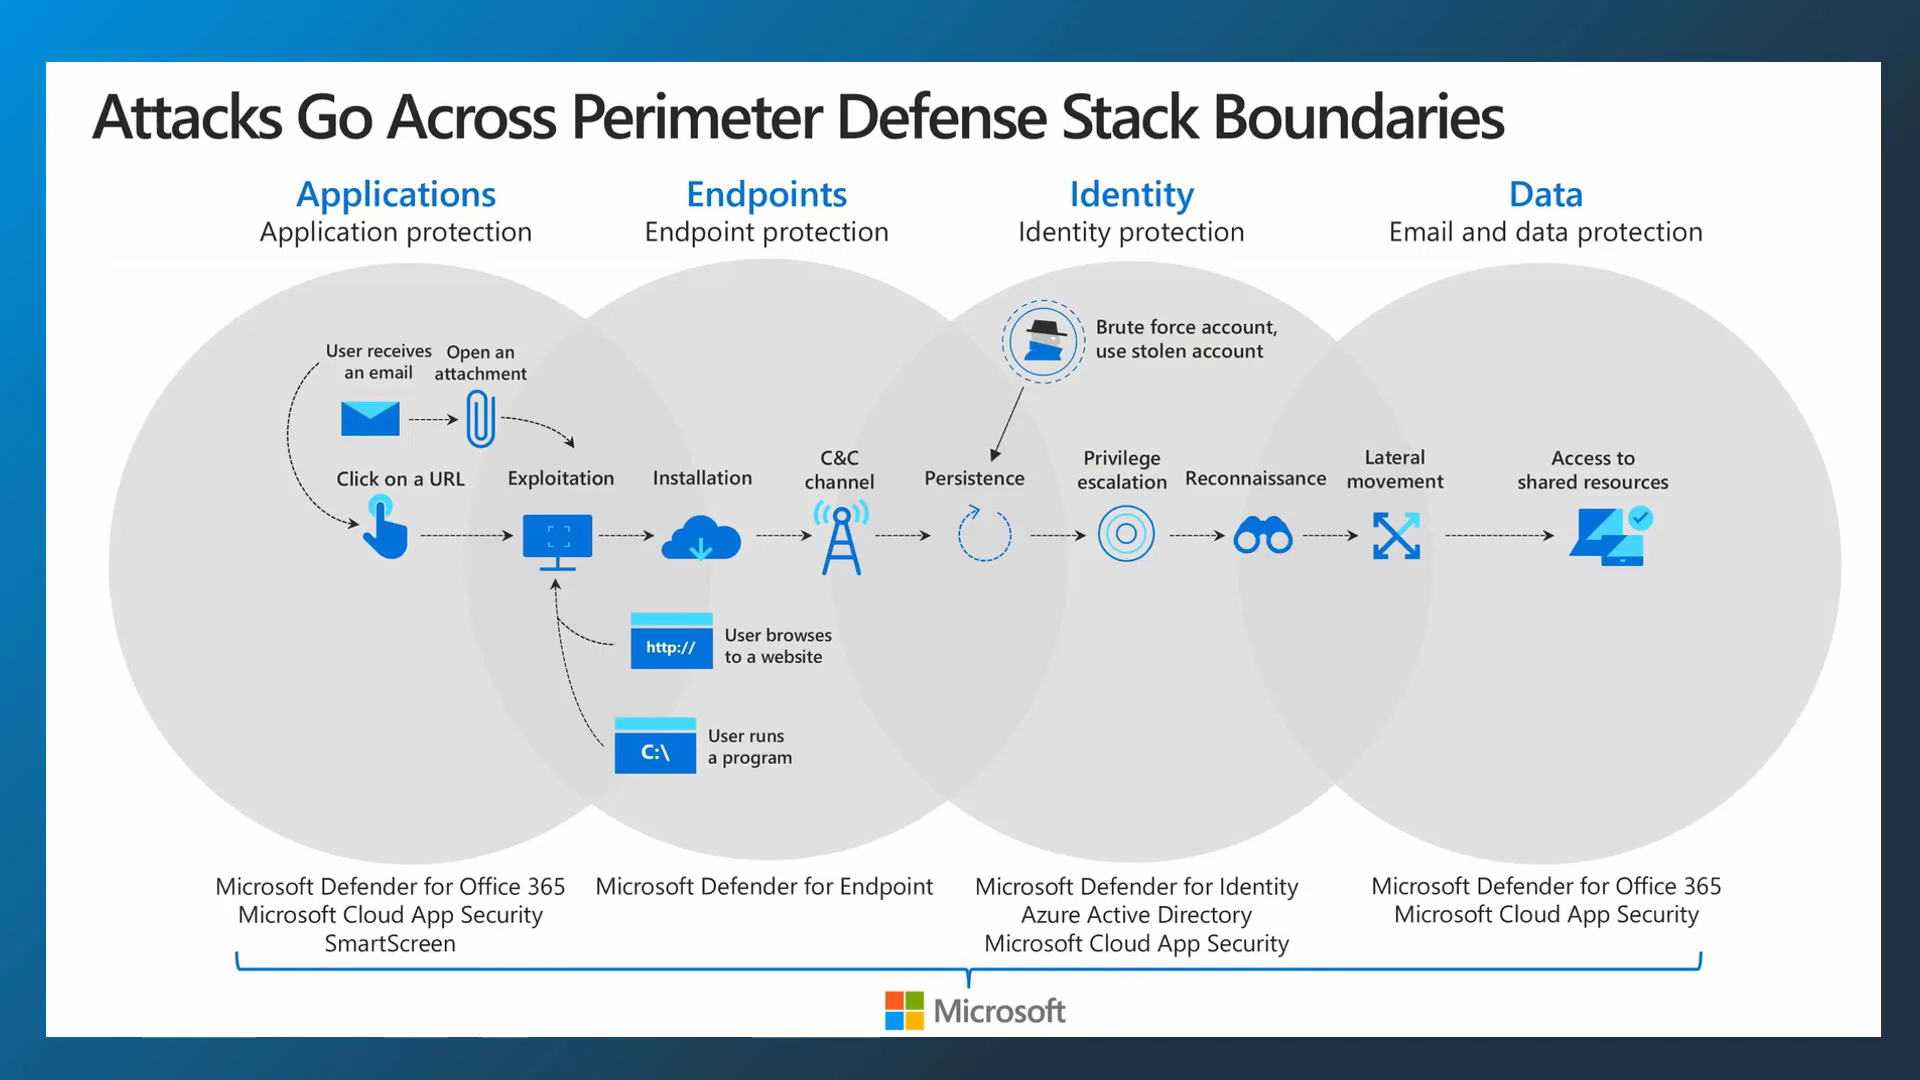 Attacks Go Across Perimeter Defense Stack Boundaries
Applications
Application protection
Endpoints
Endpoint protection
Identity
Identity protection
Data
Email and data protection
User receives
an email
Open an
attachment
Brute force account,
use stolen account
Click on a URL
Exploitation
Installation
C&C
channel
Persistence
Privilege
escalation
Reconnaissance
Lateral
movement
Access to
shared resources
http://
User browses
to a website
C:\
User runs
a program
Microsoft Defender for Office 365
Microsoft Cloud App Security
SmartScreen
Microsoft Defender for Endpoint
Microsoft Defender for Identity
Azure Active Directory
Microsoft Cloud App Security
Microsoft Defender for Office 365
Microsoft Cloud App Security
Microsoft